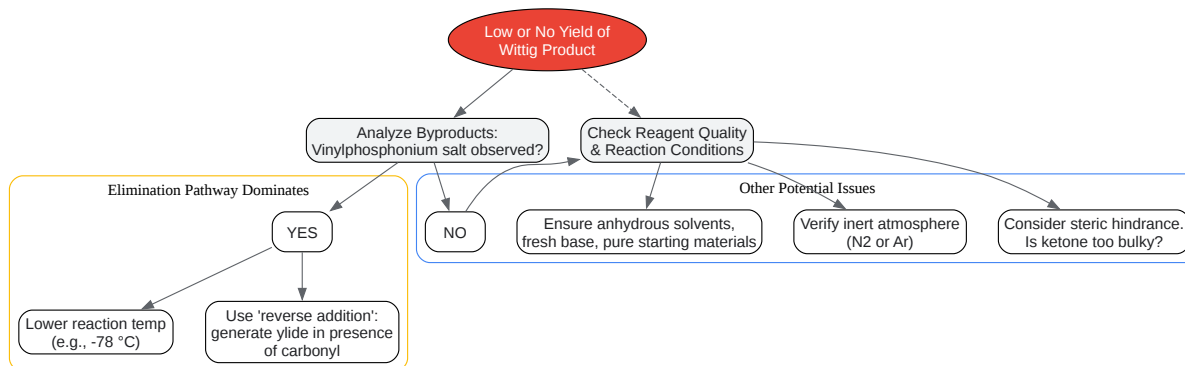 Low or No Yield of
Wittig Product
Analyze Byproducts:
Vinylphosphonium salt observed?
Check Reagent Quality
& Reaction Conditions
Elimination Pathway Dominates
Other Potential Issues
YES
NO
Ensure anhydrous solvents,
fresh base, pure starting materials
Verify inert atmosphere
(N2 or Ar)
Consider steric hindrance.
Is ketone too bulky?
Lower reaction temp
(e.g., -78 °C)
Use 'reverse addition':
generate ylide in presence
of carbonyl